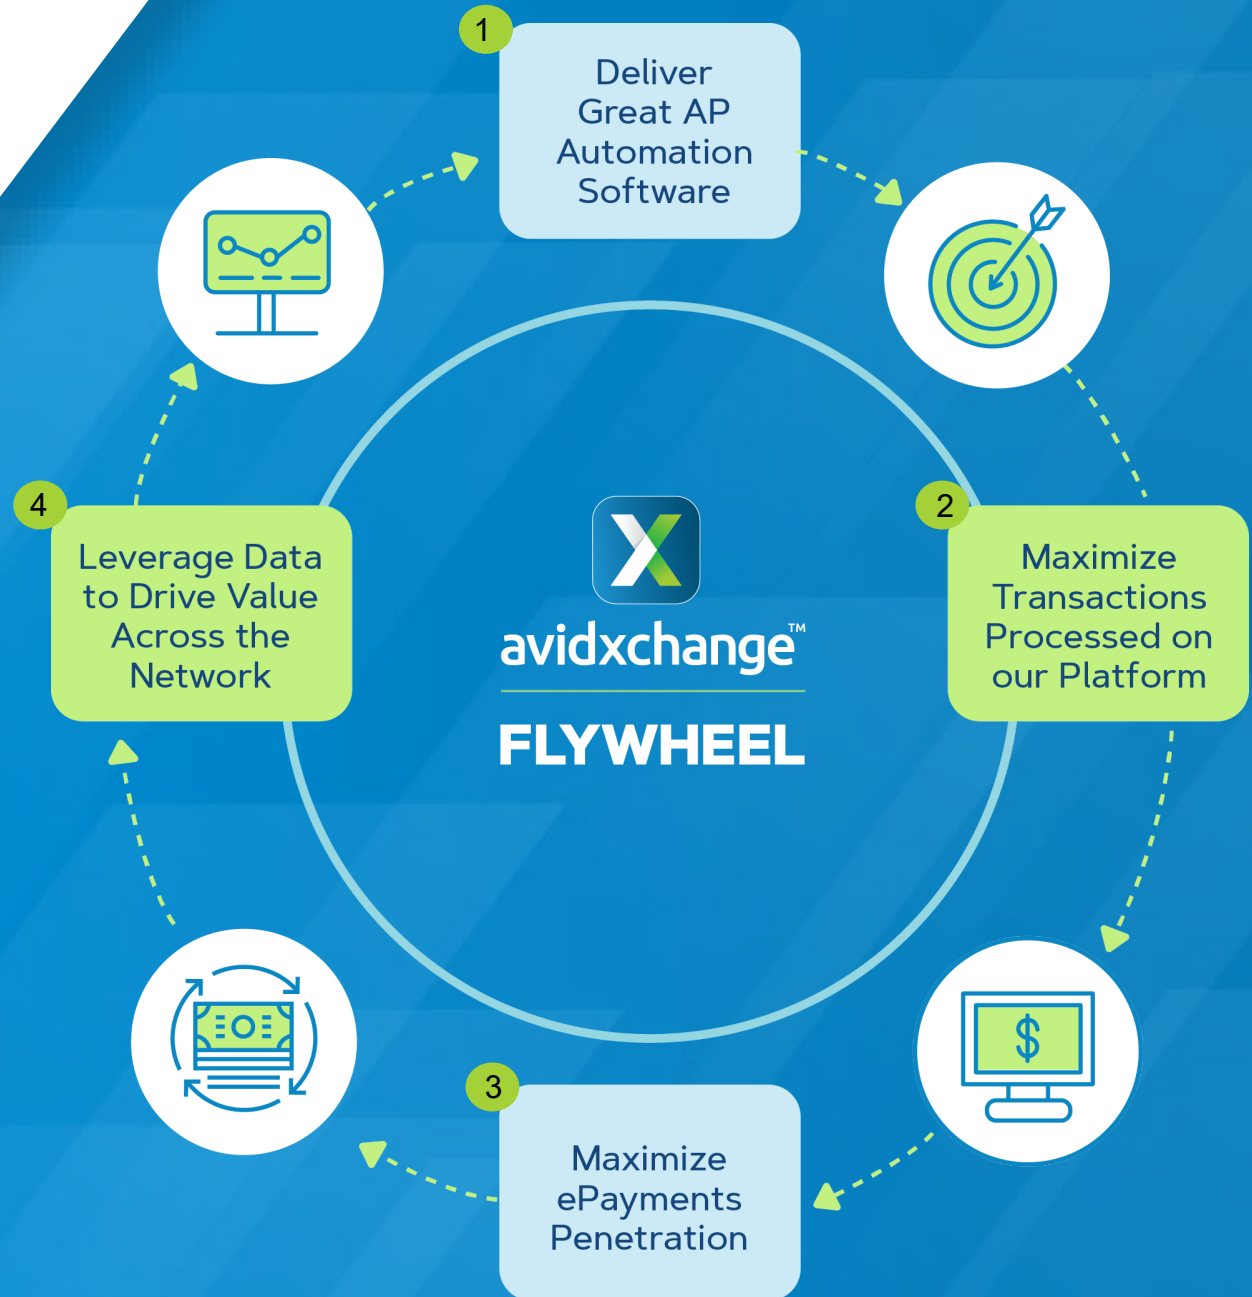 1
Deliver
Great AP
Automation
Software
2
Maximize
Transactions
Processed on
our Platform
3
Maximize
ePayments
Penetration
4
Leverage Data
to Drive Value
Across the
Network
avidxchange™
FLYWHEEL
$